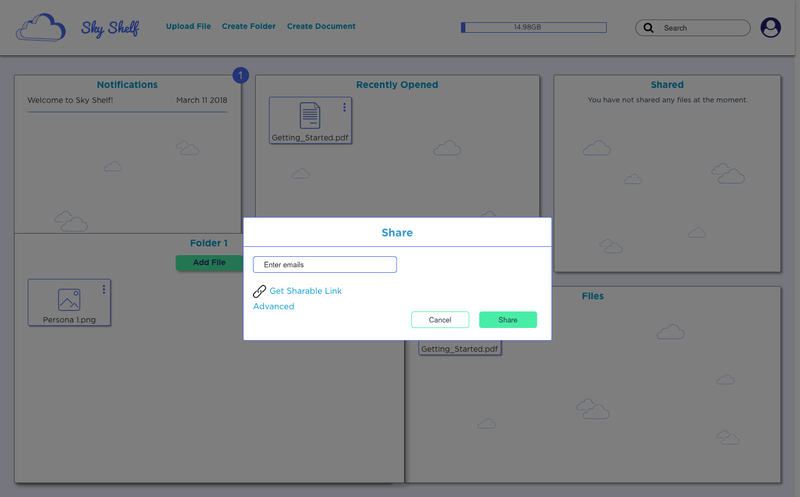 Sky Shelf
Upload File
Create Folder
Create Document
14.98GB
Search
Notifications
1
Welcome to Sky Shelf!
March 11 2018
Recently Opened
Getting_Started.pdf
Shared
You have not shared any files at the moment.
Folder 1
Add File
Persona 1.png
Share
Enter emails
Get Sharable Link
Advanced
Cancel
Share
Files
Getting_Started.pdf